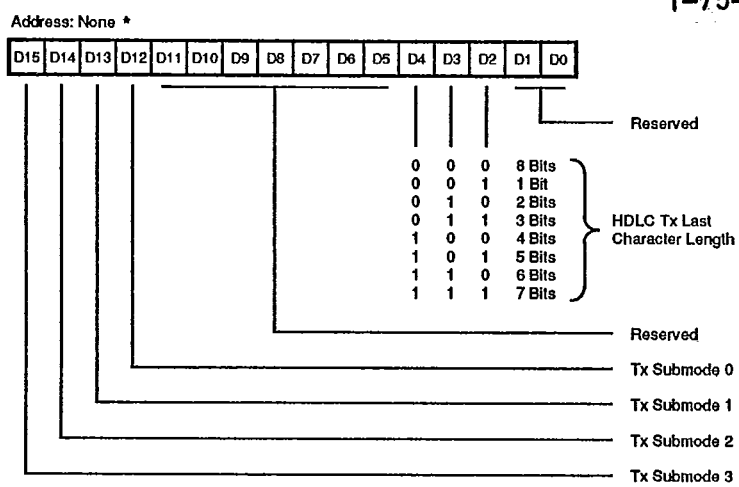 Address: None *
D15 D14 D13 D12 D11 D10 D9 D8 D7 D6 D5 D4 D3 D2 D1 D0
Reserved
0 0 0 8 Bits
0 0 1 1 Bit
0 1 0 2 Bits
0 1 1 3 Bits
1 0 0 4 Bits
1 0 1 5 Bits
1 1 0 6 Bits
1 1 1 7 Bits
HDLC Tx Last
Character Length
Reserved
Tx Submode 0
Tx Submode 1
Tx Submode 2
Tx Submode 3